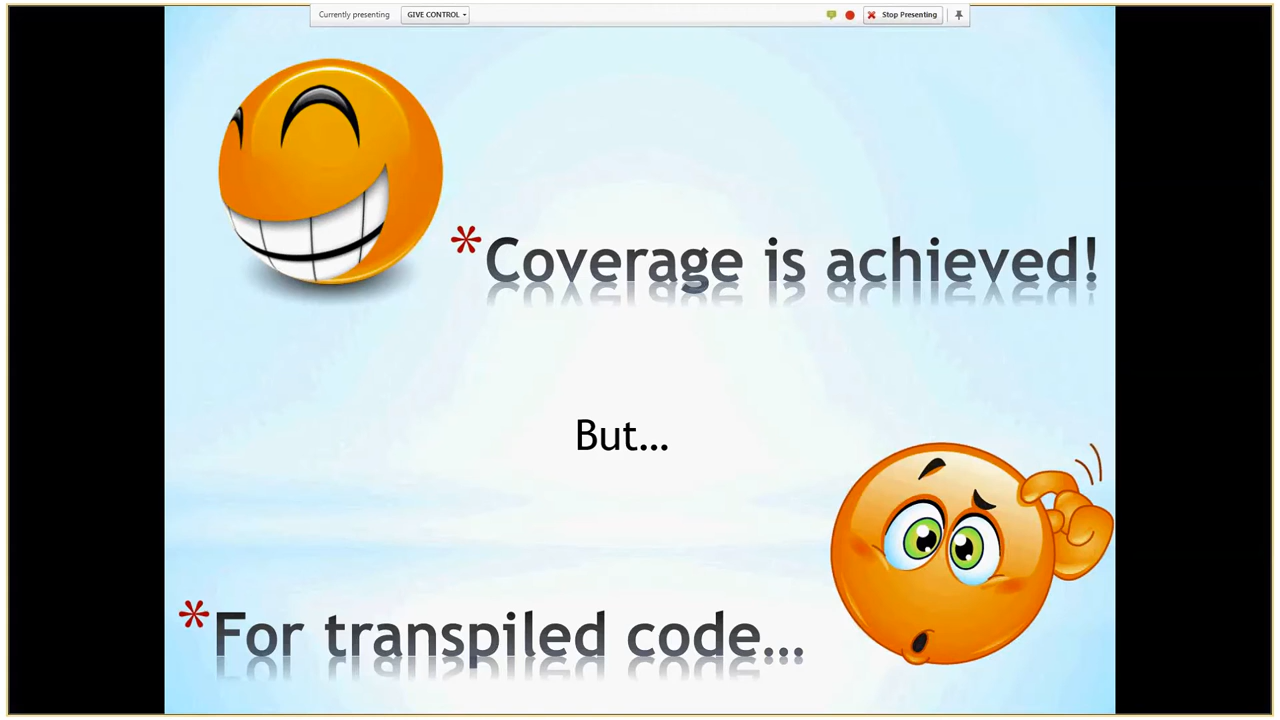 Currently presenting GIVE CONTROL Stop Presenting
*Coverage is achieved!
But...
*For transpiled code...